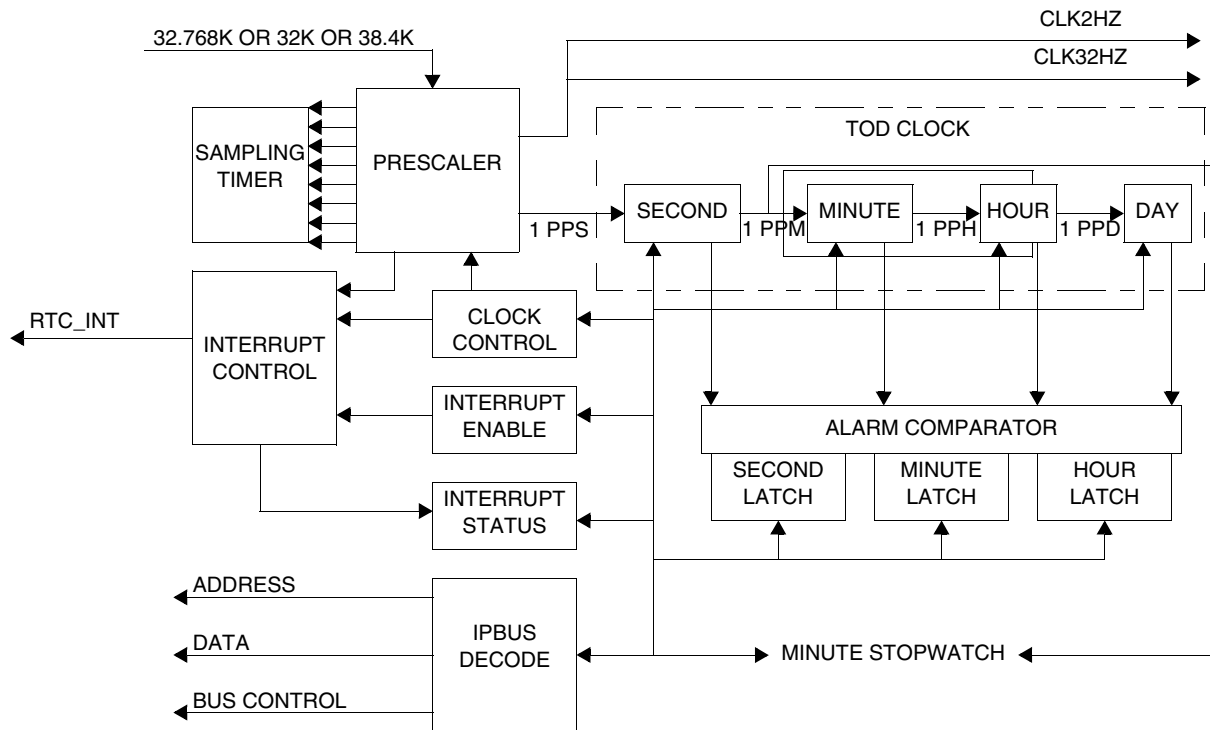 32.768K OR 32K OR 38.4K
CLK2HZ
CLK32HZ
TOD CLOCK
SAMPLING
TIMER
PRESCALER
SECOND
MINUTE
HOUR
DAY
1 PPS
1 PPM
1 PPH
1 PPD
RTC_INT
INTERRUPT
CONTROL
CLOCK
CONTROL
INTERRUPT
ENABLE
ALARM COMPARATOR
SECOND
LATCH
MINUTE
LATCH
HOUR
LATCH
INTERRUPT
STATUS
ADDRESS
DATA
BUS CONTROL
IPBUS
DECODE
MINUTE STOPWATCH